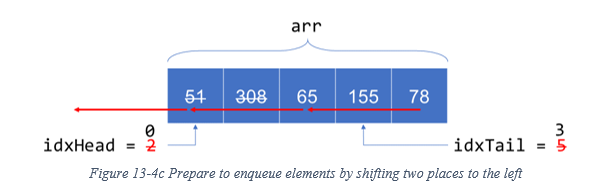 arr
51 308 65 155 78
0 3
idxHead = 2 idxTail = 5
Figure 13-4c Prepare to enqueue elements by shifting two places to the left